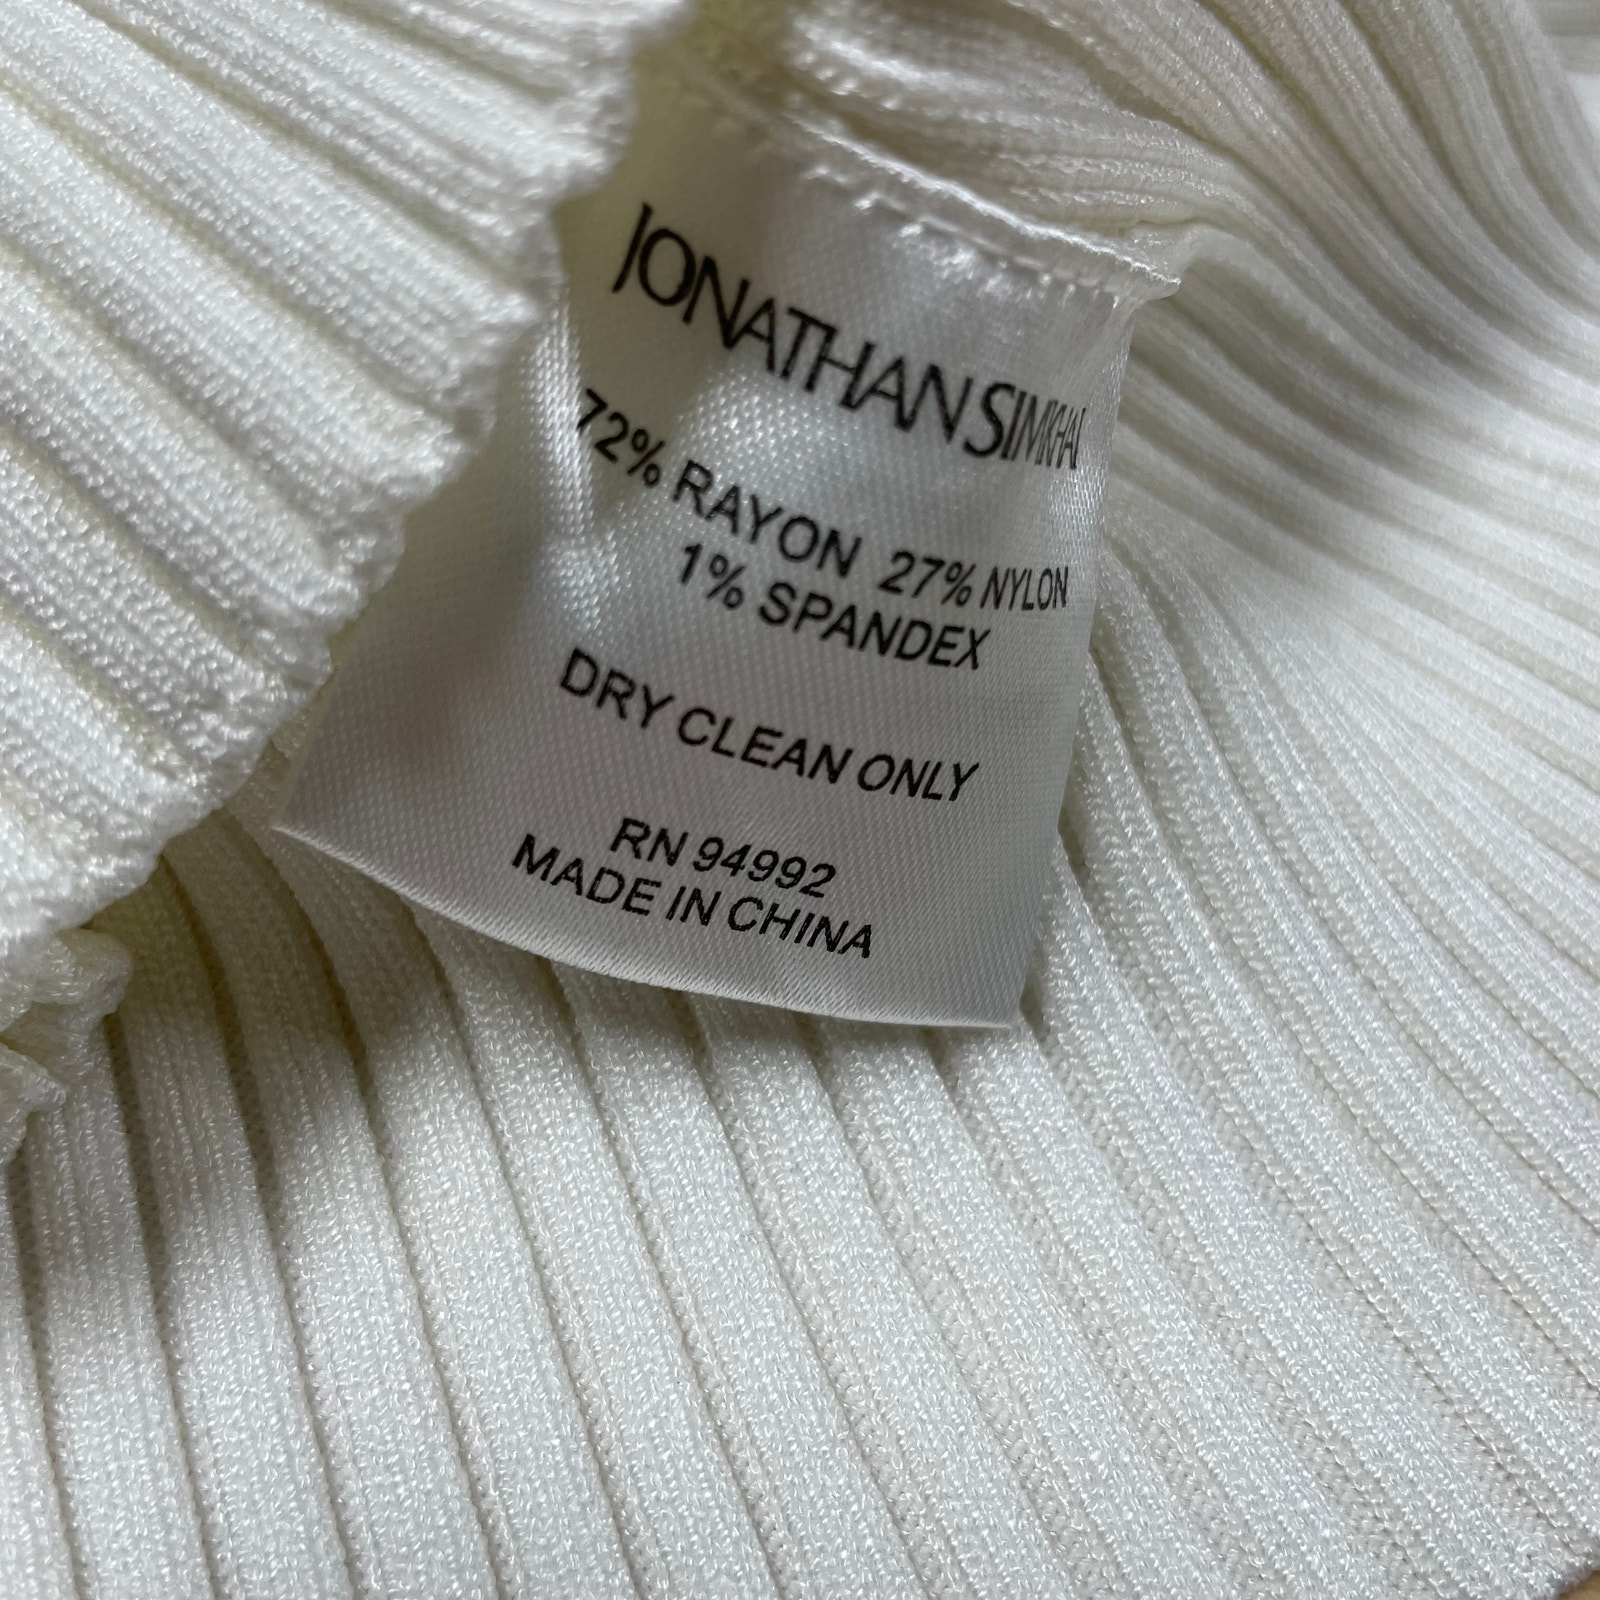 JONATHAN SIMKHAI
72% RAYON 27% NYLON
1% SPANDEX
DRY CLEAN ONLY
RN 94992
MADE IN CHINA